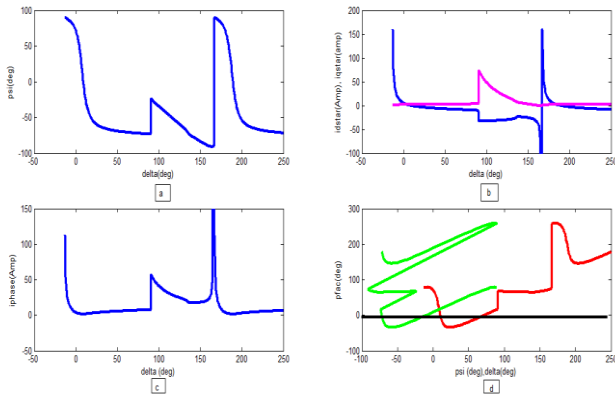 100
50
0
-50
-100
-50 0 50 100 150 200 250
psi(deg)
delta(deg)
a
200
150
100
50
0
-50
-100
-50 0 50 100 150 200 250
idstar(Amp), iqstar(amp)
delta (deg)
b
150
100
50
0
-50
-50 0 50 100 150 200 250
iphase(Amp)
delta (deg)
c
300
200
100
0
-100
-100 -50 0 50 100 150 200 250
pfac(deg)
psi (deg),delta(deg)
d